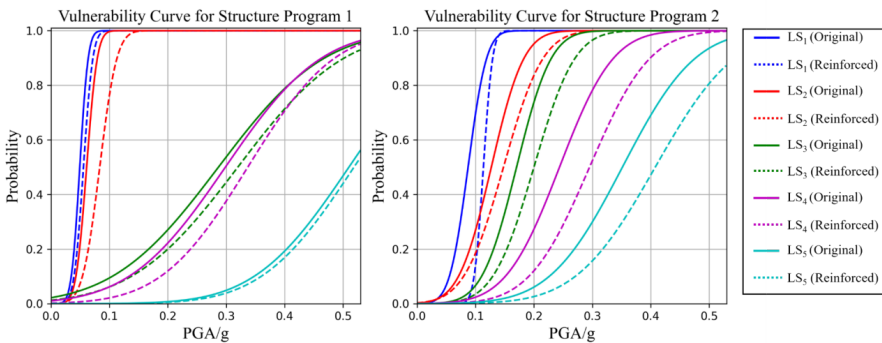 Vulnerability Curve for Structure Program 1
1.0
0.8
0.6
0.4
0.2
0.0
Probability
0.0 0.1 0.2 0.3 0.4 0.5
PGA/g
Vulnerability Curve for Structure Program 2
1.0
0.8
0.6
0.4
0.2
0.0
Probability
0.0 0.1 0.2 0.3 0.4 0.5
PGA/g
LS₁ (Original)
LS₁ (Reinforced)
LS₂ (Original)
LS₂ (Reinforced)
LS₃ (Original)
LS₃ (Reinforced)
LS₄ (Original)
LS₄ (Reinforced)
LS₅ (Original)
LS₅ (Reinforced)